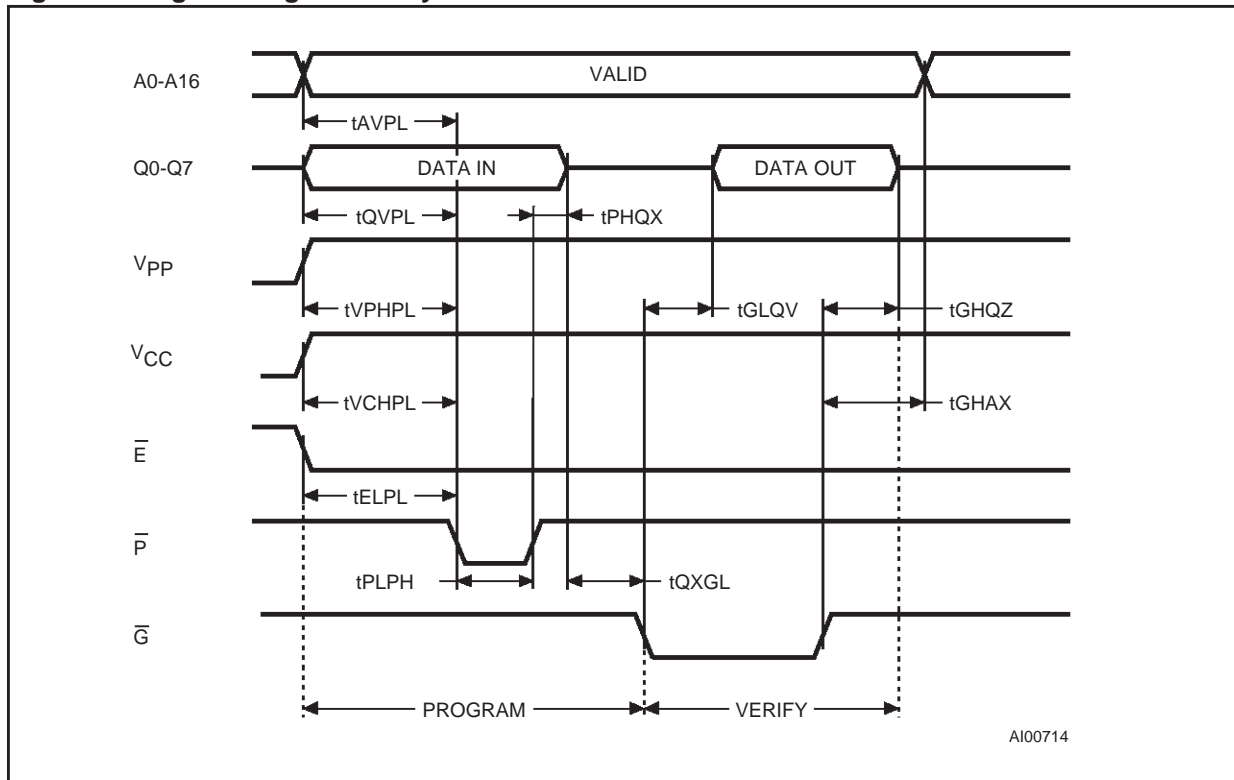 A0-A16
VALID
tAVPL
Q0-Q7
DATA IN
DATA OUT
tQVPL
tPHQX
VPP
tVPHPL
tGLQV
tGHQZ
VCC
tVCHPL
tGHAX
E̅
tELPL
P̅
tPLPH
tQXGL
G̅
PROGRAM
VERIFY
AI00714